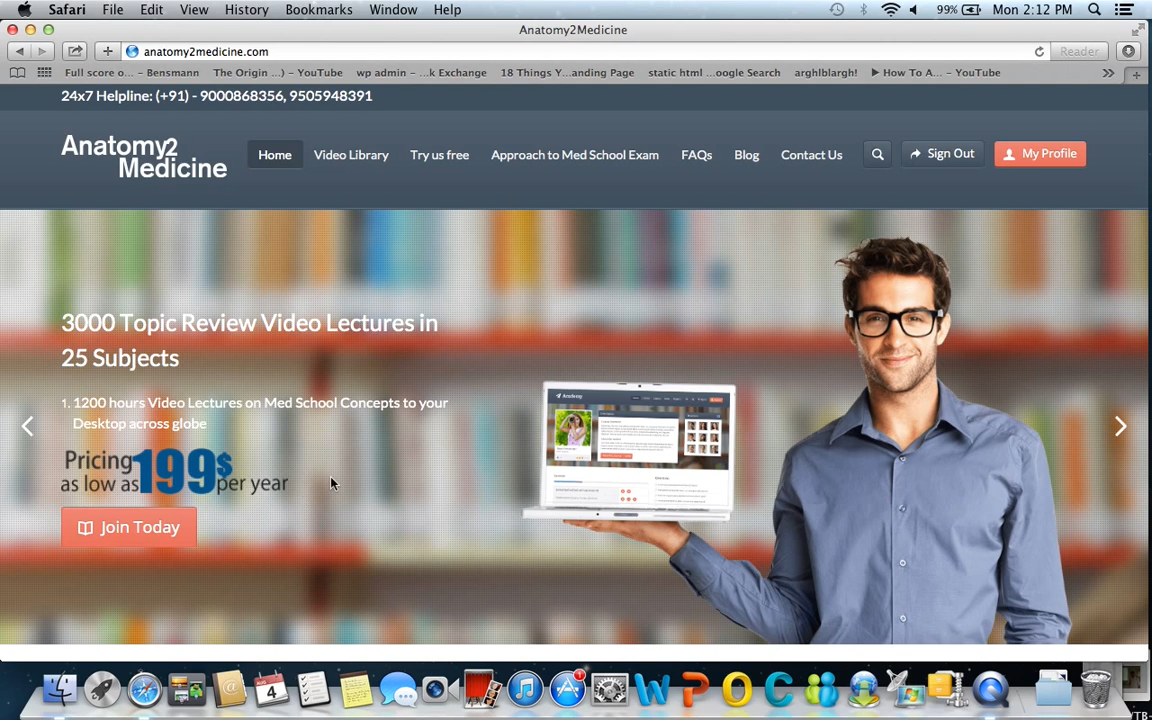 Safari File Edit View History Bookmarks Window Help 99% Mon 2:12 PM
Anatomy2Medicine
anatomy2medicine.com Reader
Full score o... – Bensmann The Origin ...) – YouTube wp admin – ...k Exchange 18 Things Y...anding Page static html ...oogle Search arghlblargh! ▶ How To A... – YouTube
24x7 Helpline: (+91) - 9000868356, 9505948391
Anatomy2
Medicine
Home Video Library Try us free Approach to Med School Exam FAQs Blog Contact Us Sign Out My Profile
3000 Topic Review Video Lectures in
25 Subjects
1. 1200 hours Video Lectures on Med School Concepts to your
Desktop across globe
Pricing
as low as 199$ per year
Join Today
4
1